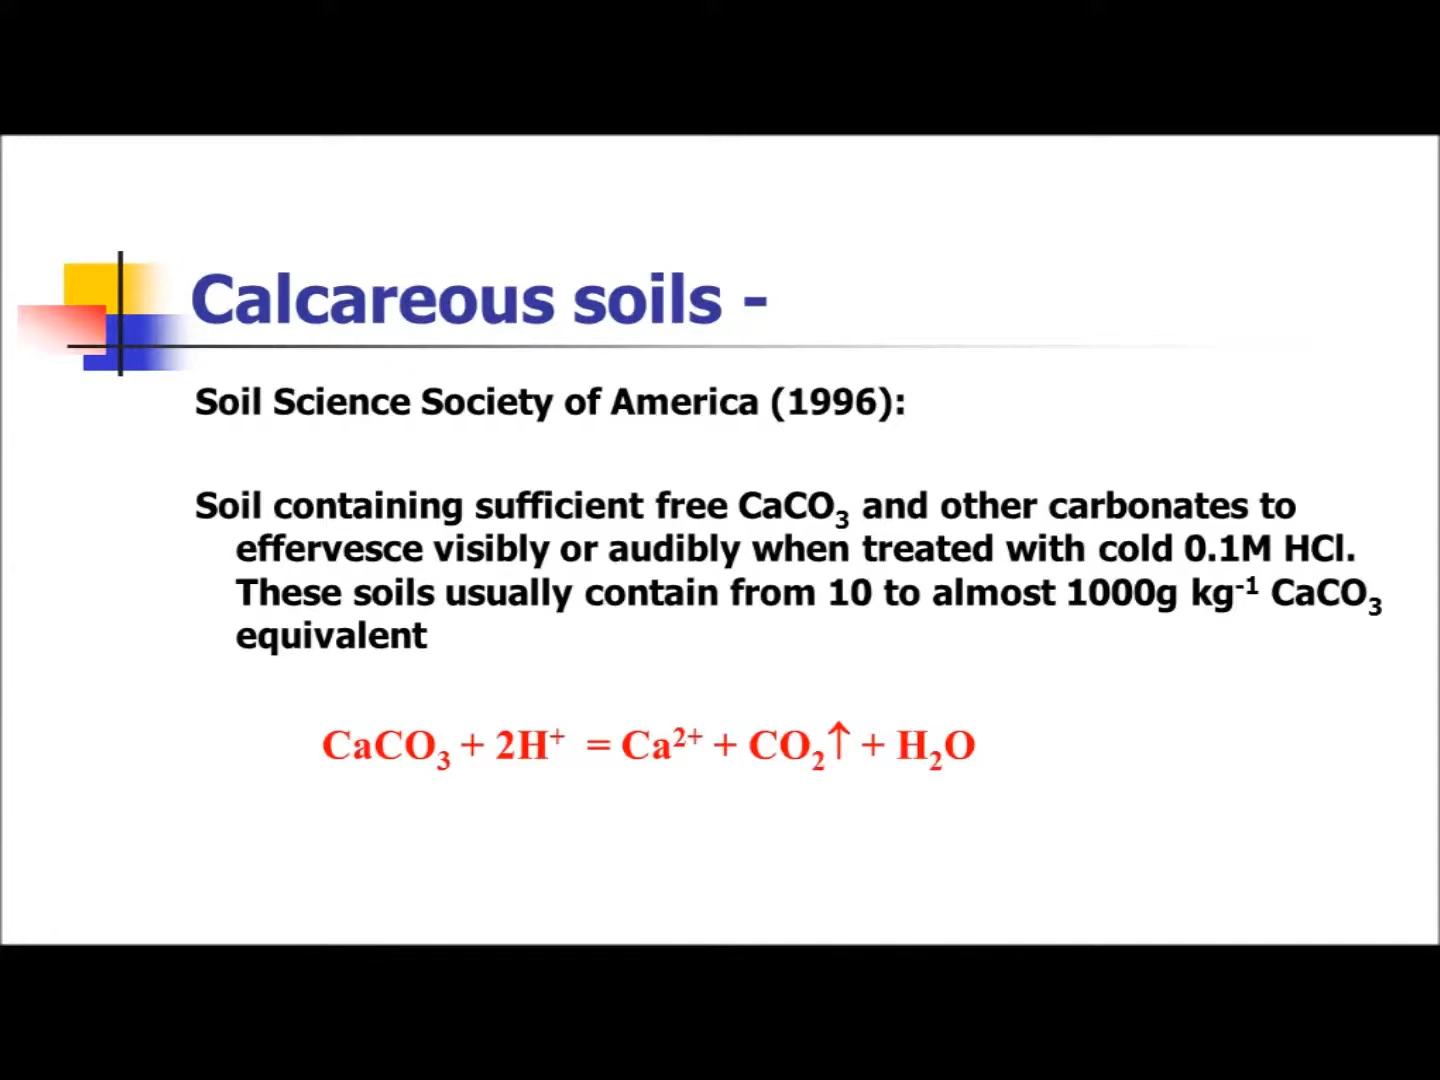 Calcareous soils -
Soil Science Society of America (1996):
Soil containing sufficient free CaCO₃ and other carbonates to
effervesce visibly or audibly when treated with cold 0.1M HCl.
These soils usually contain from 10 to almost 1000g kg⁻¹ CaCO₃
equivalent
CaCO₃ + 2H⁺ = Ca²⁺ + CO₂↑ + H₂O